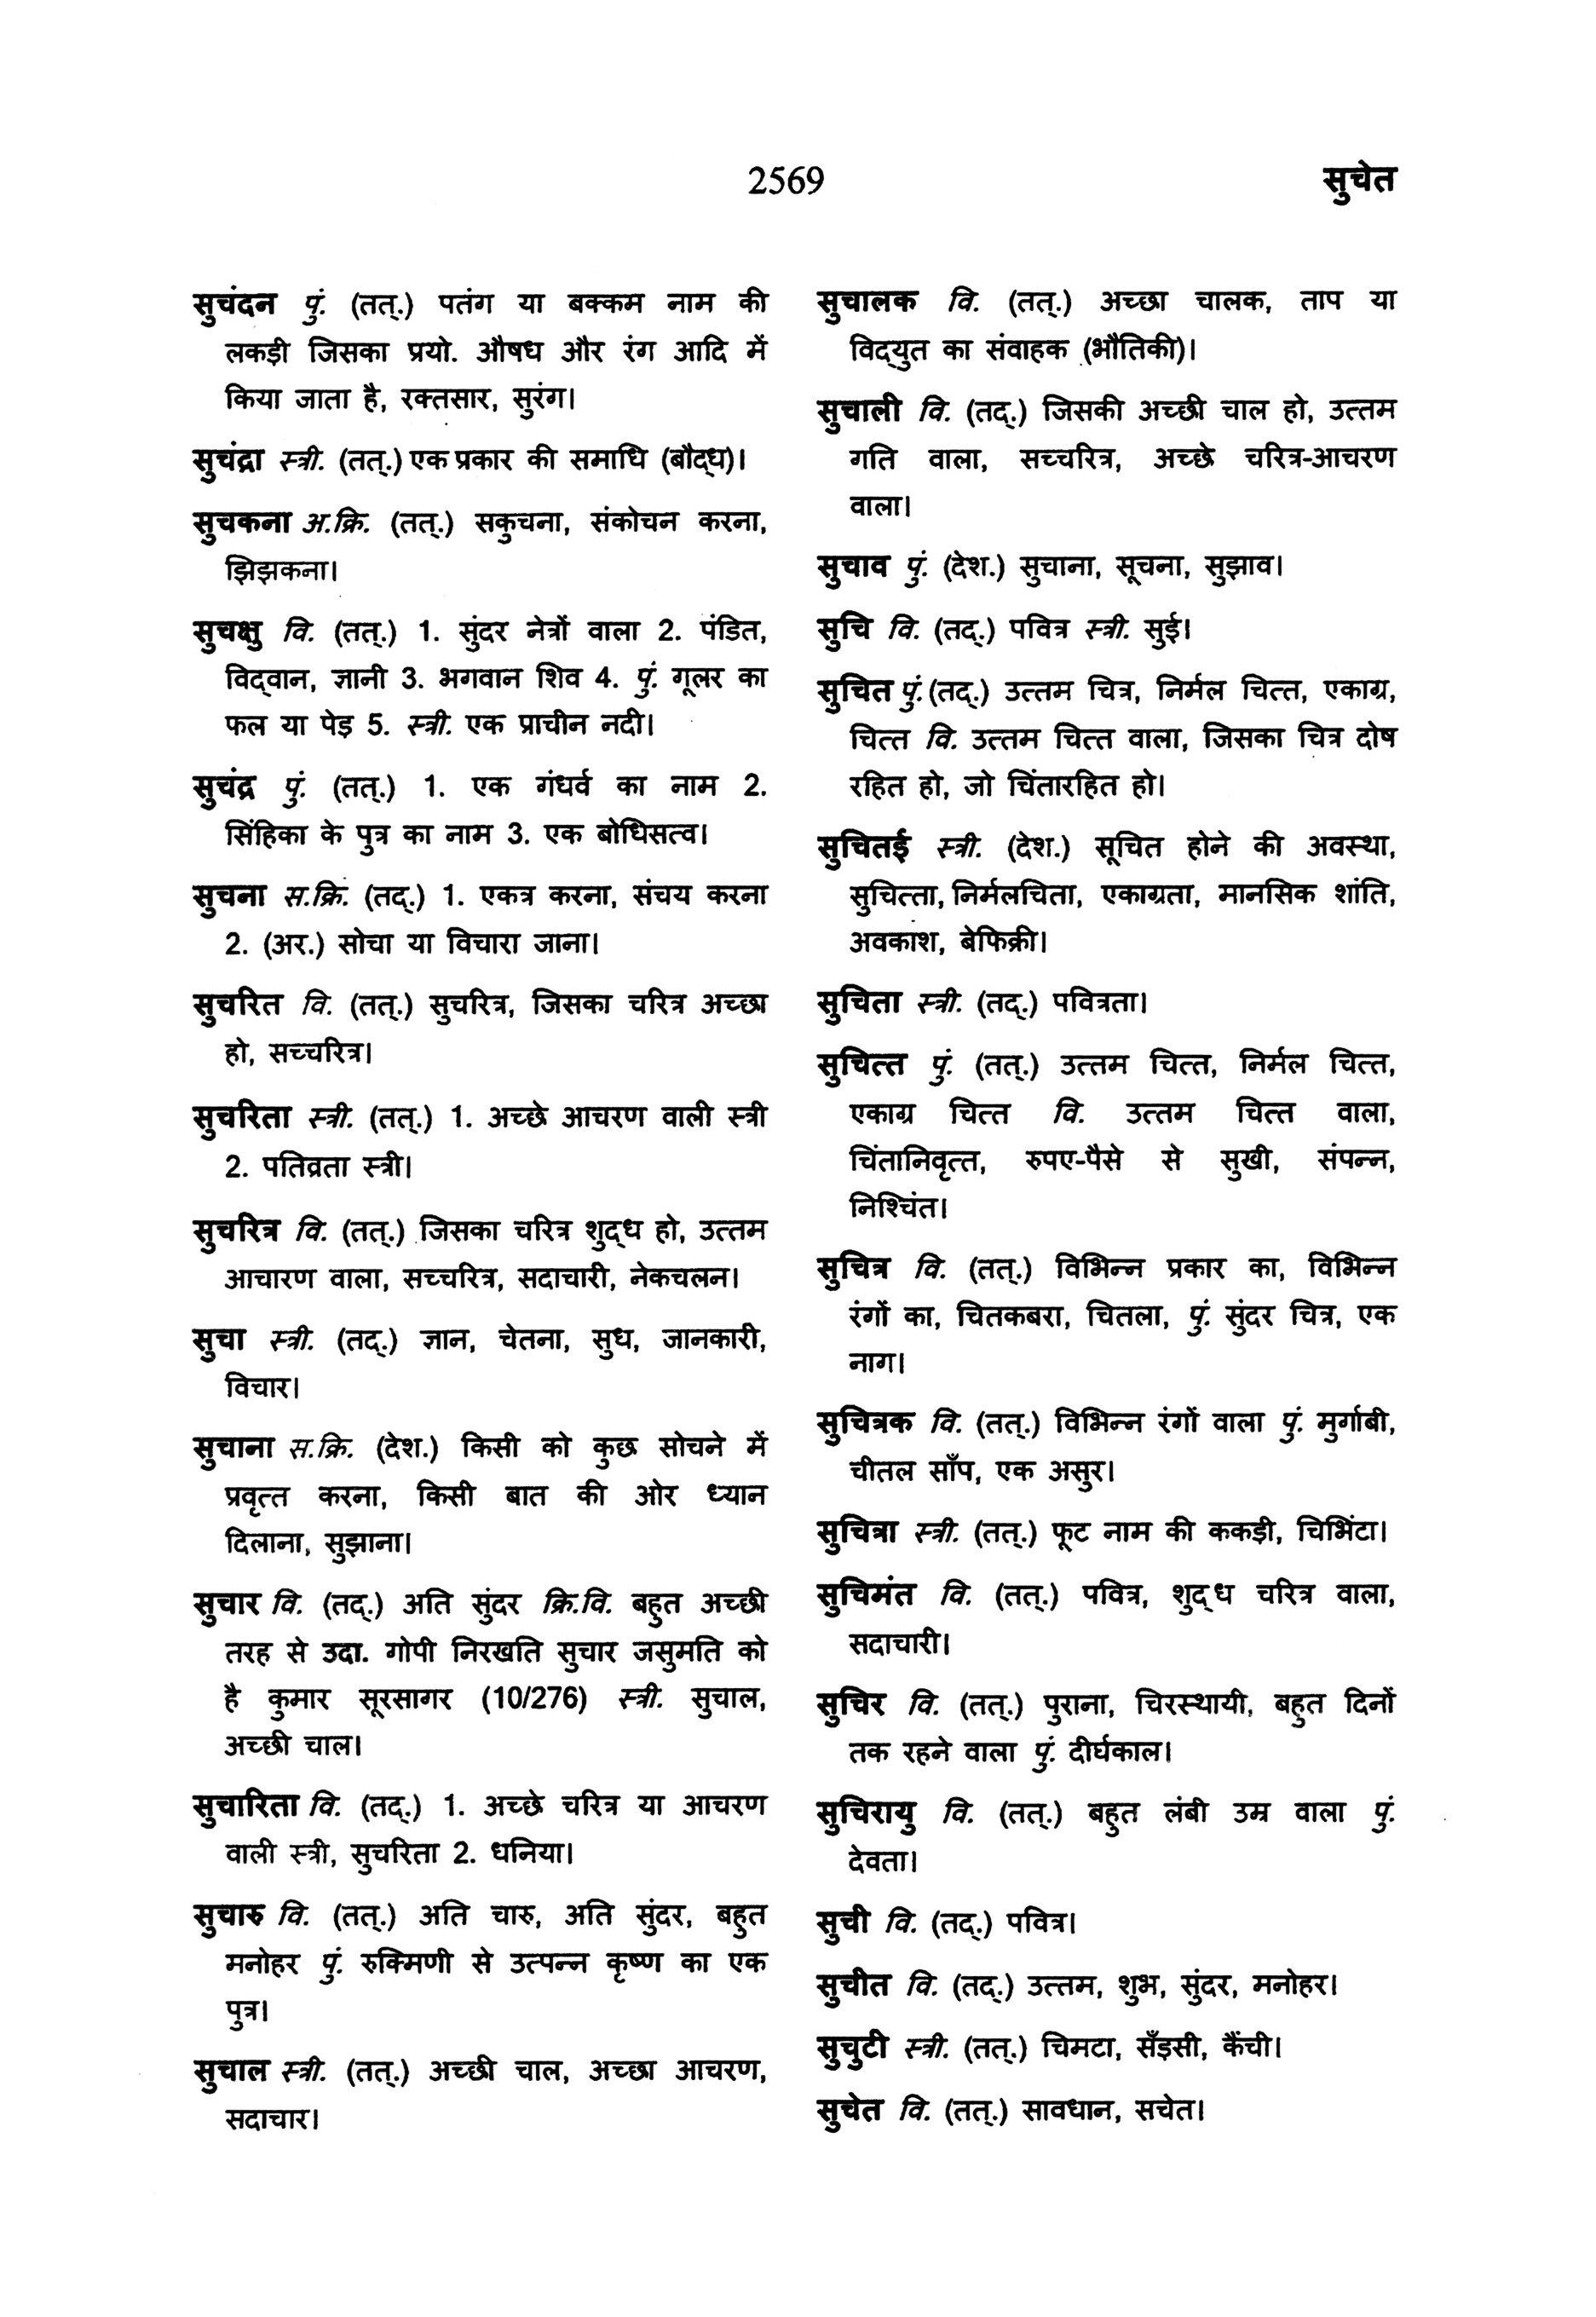 2569
सुचेत
सुचंदन पुं. (तत्.) पतंग या बक्कम नाम की
लकड़ी जिसका प्रयो. औषध और रंग आदि में
किया जाता है, रक्तसार, सुरंग।
सुचंद्रा स्त्री. (तत्.) एक प्रकार की समाधि (बौद्ध)।
सुचकना अ.क्रि. (तत्.) सकुचना, संकोचन करना,
झिझकना।
सुचक्षु वि. (तत्.) 1. सुंदर नेत्रों वाला 2. पंडित,
विद्वान, ज्ञानी 3. भगवान शिव 4. पुं. गूलर का
फल या पेड़ 5. स्त्री. एक प्राचीन नदी।
सुचंद्र पुं. (तत्.) 1. एक गंधर्व का नाम 2.
सिंहिका के पुत्र का नाम 3. एक बोधिसत्व।
सुचना स.क्रि. (तद्.) 1. एकत्र करना, संचय करना
2. (अर.) सोचा या विचारा जाना।
सुचरित वि. (तत्.) सुचरित्र, जिसका चरित्र अच्छा
हो, सच्चरित्र।
सुचरिता स्त्री. (तत्.) 1. अच्छे आचरण वाली स्त्री
2. पतिव्रता स्त्री।
सुचरित्र वि. (तत्.) जिसका चरित्र शुद्ध हो, उत्तम
आचारण वाला, सच्चरित्र, सदाचारी, नेकचलन।
सुचा स्त्री. (तद्.) ज्ञान, चेतना, सुध, जानकारी,
विचार।
सुचाना स.क्रि. (देश.) किसी को कुछ सोचने में
प्रवृत्त करना, किसी बात की ओर ध्यान
दिलाना, सुझाना।
सुचार वि. (तद्.) अति सुंदर क्रि.वि. बहुत अच्छी
तरह से उदा. गोपी निरखति सुचार जसुमति को
है कुमार सूरसागर (10/276) स्त्री. सुचाल,
अच्छी चाल।
सुचारिता वि. (तद्.) 1. अच्छे चरित्र या आचरण
वाली स्त्री, सुचरिता 2. धनिया।
सुचारु वि. (तत्.) अति चारु, अति सुंदर, बहुत
मनोहर पुं. रुक्मिणी से उत्पन्न कृष्ण का एक
पुत्र।
सुचाल स्त्री. (तत्.) अच्छी चाल, अच्छा आचरण,
सदाचार।
सुचालक वि. (तत्.) अच्छा चालक, ताप या
विद्युत का संवाहक (भौतिकी)।
सुचाली वि. (तद्.) जिसकी अच्छी चाल हो, उत्तम
गति वाला, सच्चरित्र, अच्छे चरित्र-आचरण
वाला।
सुचाव पुं. (देश.) सुचाना, सूचना, सुझाव।
सुचि वि. (तद्.) पवित्र स्त्री. सुई।
सुचित पुं. (तद्.) उत्तम चित्र, निर्मल चित्त, एकाग्र,
चित्त वि. उत्तम चित्त वाला, जिसका चित्र दोष
रहित हो, जो चिंतारहित हो।
सुचितई स्त्री. (देश.) सूचित होने की अवस्था,
सुचित्ता, निर्मलचिता, एकाग्रता, मानसिक शांति,
अवकाश, बेफिक्री।
सुचिता स्त्री. (तद्.) पवित्रता।
सुचित्त पुं. (तत्.) उत्तम चित्त, निर्मल चित्त,
एकाग्र चित्त वि. उत्तम चित्त वाला,
चिंतानिवृत्त, रुपए-पैसे से सुखी, संपन्न,
निश्चिंत।
सुचित्र वि. (तत्.) विभिन्न प्रकार का, विभिन्न
रंगों का, चितकबरा, चितला, पुं. सुंदर चित्र, एक
नाग।
सुचित्रक वि. (तत्.) विभिन्न रंगों वाला पुं. मुर्गाबी,
चीतल साँप, एक असुर।
सुचित्रा स्त्री. (तत्.) फूट नाम की ककड़ी, चिभिंटा।
सुचिमंत वि. (तत्.) पवित्र, शुद्ध चरित्र वाला,
सदाचारी।
सुचिर वि. (तत्.) पुराना, चिरस्थायी, बहुत दिनों
तक रहने वाला पुं. दीर्घकाल।
सुचिरायु वि. (तत्.) बहुत लंबी उम्र वाला पुं.
देवता।
सुची वि. (तद्.) पवित्र।
सुचीत वि. (तद्.) उत्तम, शुभ, सुंदर, मनोहर।
सुचुटी स्त्री. (तत्.) चिमटा, सँड़सी, कैंची।
सुचेत वि. (तत्.) सावधान, सचेत।